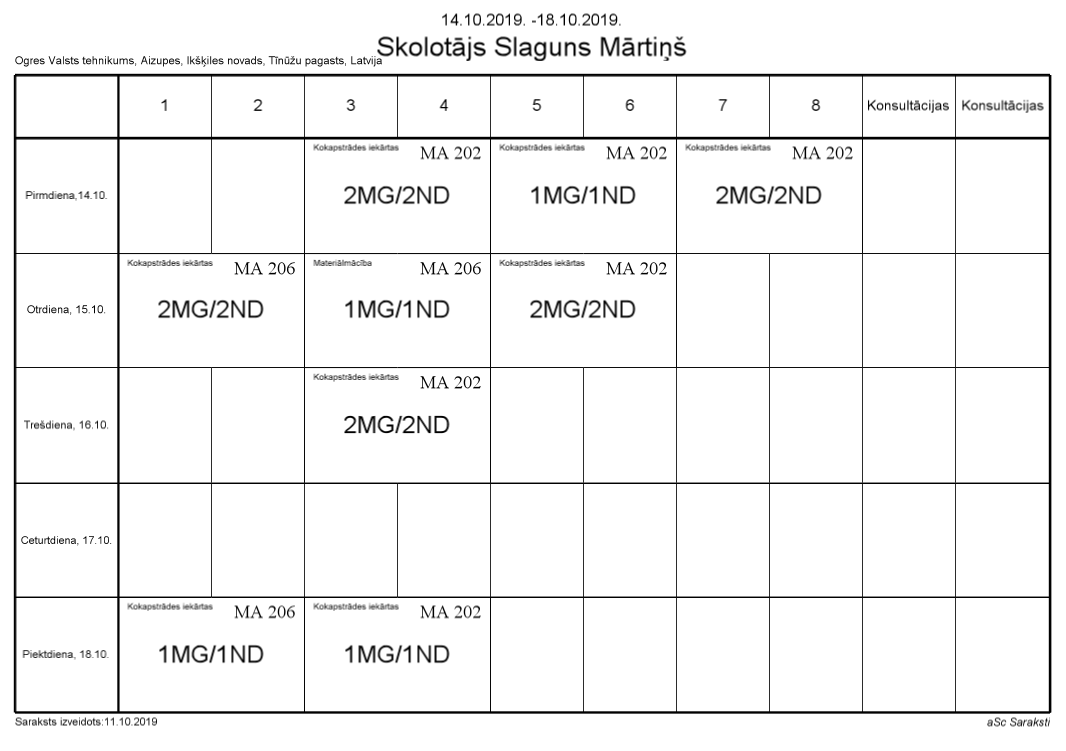 14.10.2019. -18.10.2019.
Skolotājs Slaguns Mārtiņš
Ogres Valsts tehnikums, Aizupes, Ikšķiles novads, Tīnūžu pagasts, Latvija
1 2 3 4 5 6 7 8 Konsultācijas Konsultācijas
Kokapstrādes iekārtas MA 202 Kokapstrādes iekārtas MA 202 Kokapstrādes iekārtas MA 202
Pirmdiena,14.10. 2MG/2ND 1MG/1ND 2MG/2ND
Kokapstrādes iekārtas MA 206 Materiālmācība MA 206 Kokapstrādes iekārtas MA 202
Otrdiena, 15.10. 2MG/2ND 1MG/1ND 2MG/2ND
Kokapstrādes iekārtas MA 202
Trešdiena, 16.10. 2MG/2ND
Ceturtdiena, 17.10.
Kokapstrādes iekārtas MA 206 Kokapstrādes iekārtas MA 202
Piektdiena, 18.10. 1MG/1ND 1MG/1ND
Saraksts izveidots:11.10.2019 aSc Saraksti